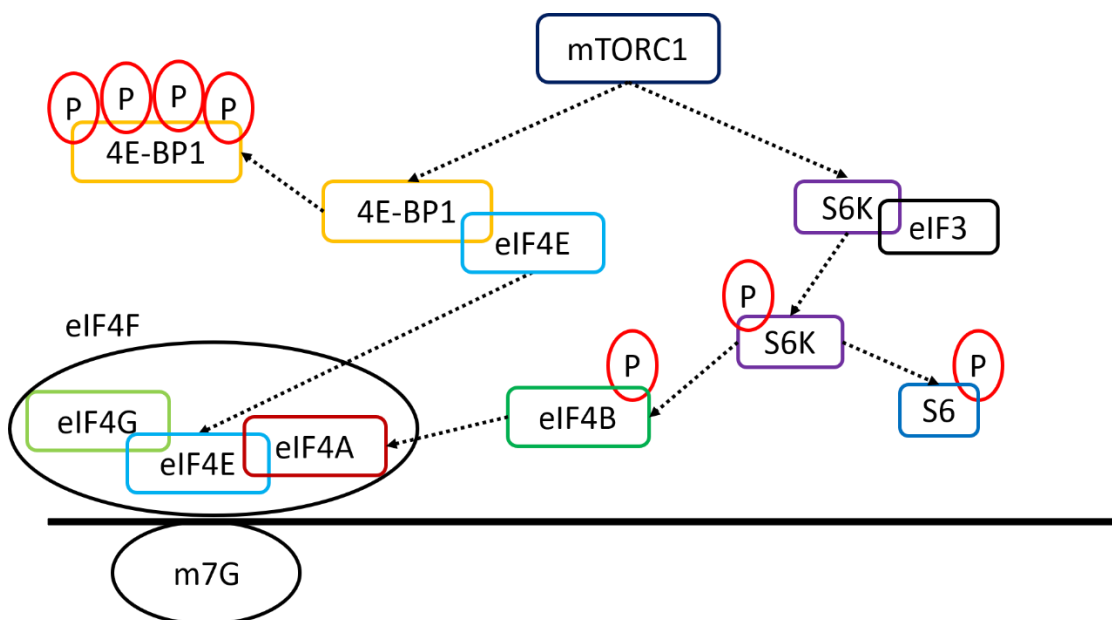 mTORC1
P
P
P
P
4E-BP1
4E-BP1
eIF4E
S6K
eIF3
P
S6K
eIF4F
P
eIF4B
P
S6
eIF4G
eIF4E
eIF4A
m7G